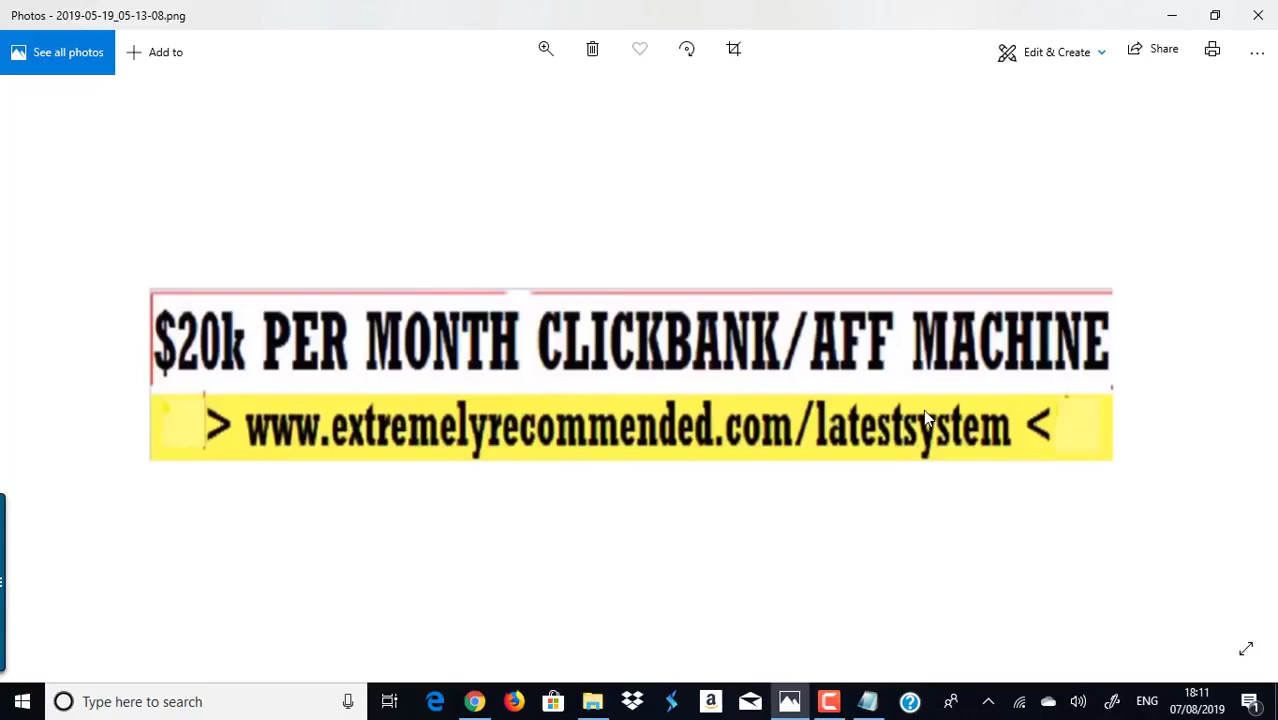 Photos - 2019-05-19_05-13-08.png
See all photos
Add to
Edit & Create
Share
$20k PER MONTH CLICKBANK/AFF MACHINE
> www.extremelyrecommended.com/latestsystem <
Type here to search
ENG
18:11
07/08/2019
1